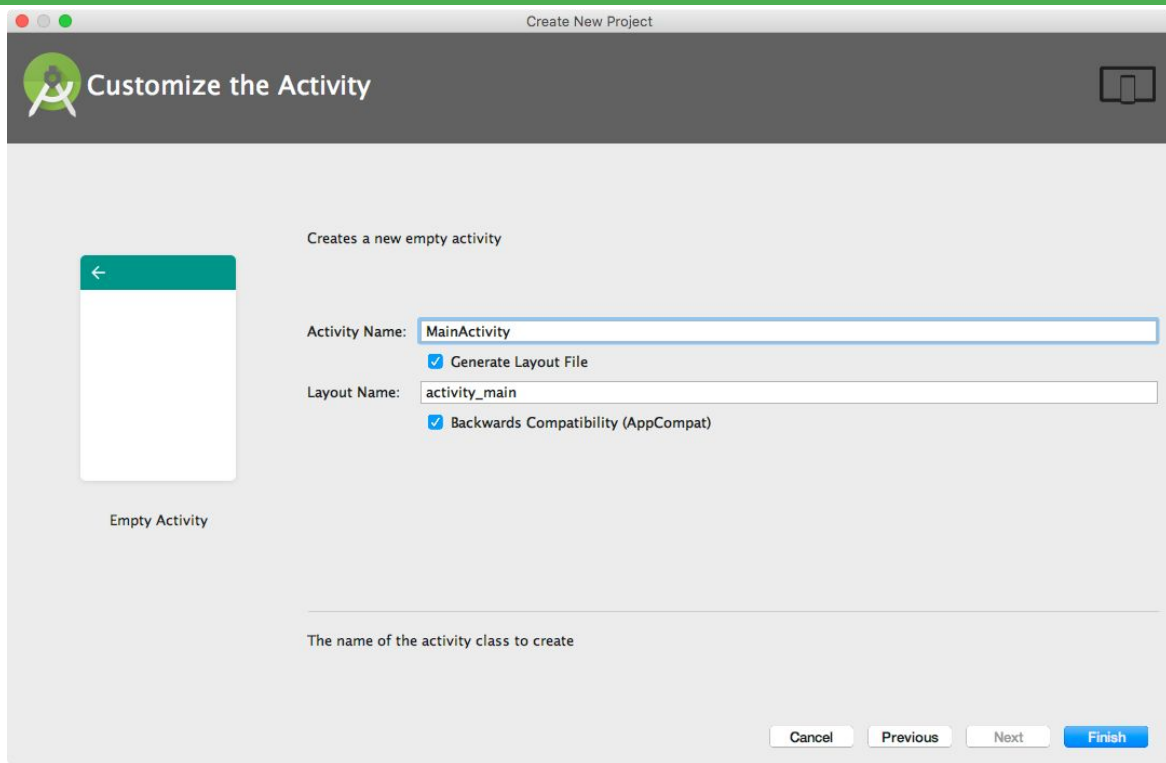 Create New Project
Customize the Activity
Creates a new empty activity
Activity Name: MainActivity
Generate Layout File
Layout Name: activity_main
Backwards Compatibility (AppCompat)
Empty Activity
The name of the activity class to create
Cancel Previous Next Finish